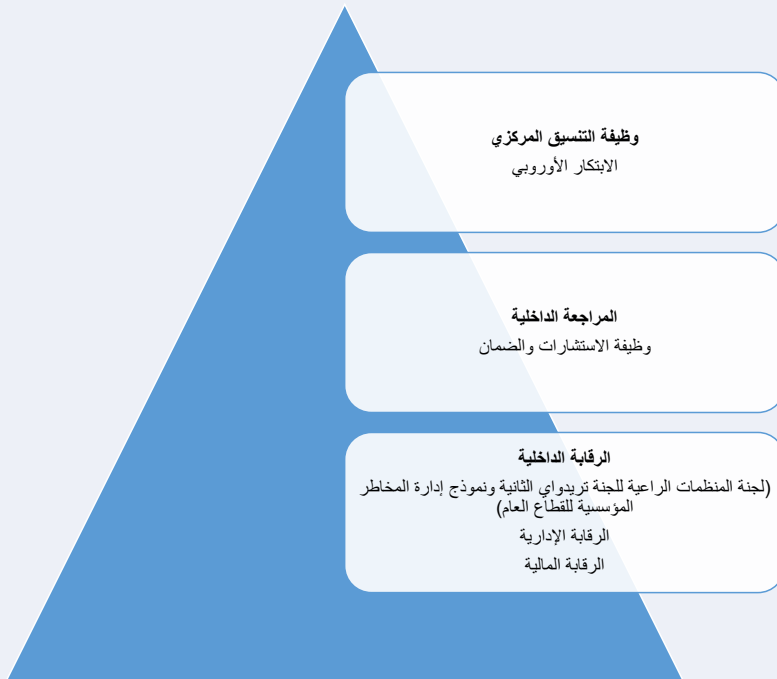 وظيفة التنسيق المركزي
الابتكار الأوروبي
المراجعة الداخلية
وظيفة الاستشارات والضمان
الرقابة الداخلية
(لجنة المنظمات الراعية للجنة تريدواي الثانية ونموذج إدارة المخاطر
المؤسسية للقطاع العام)
الرقابة الإدارية
الرقابة المالية